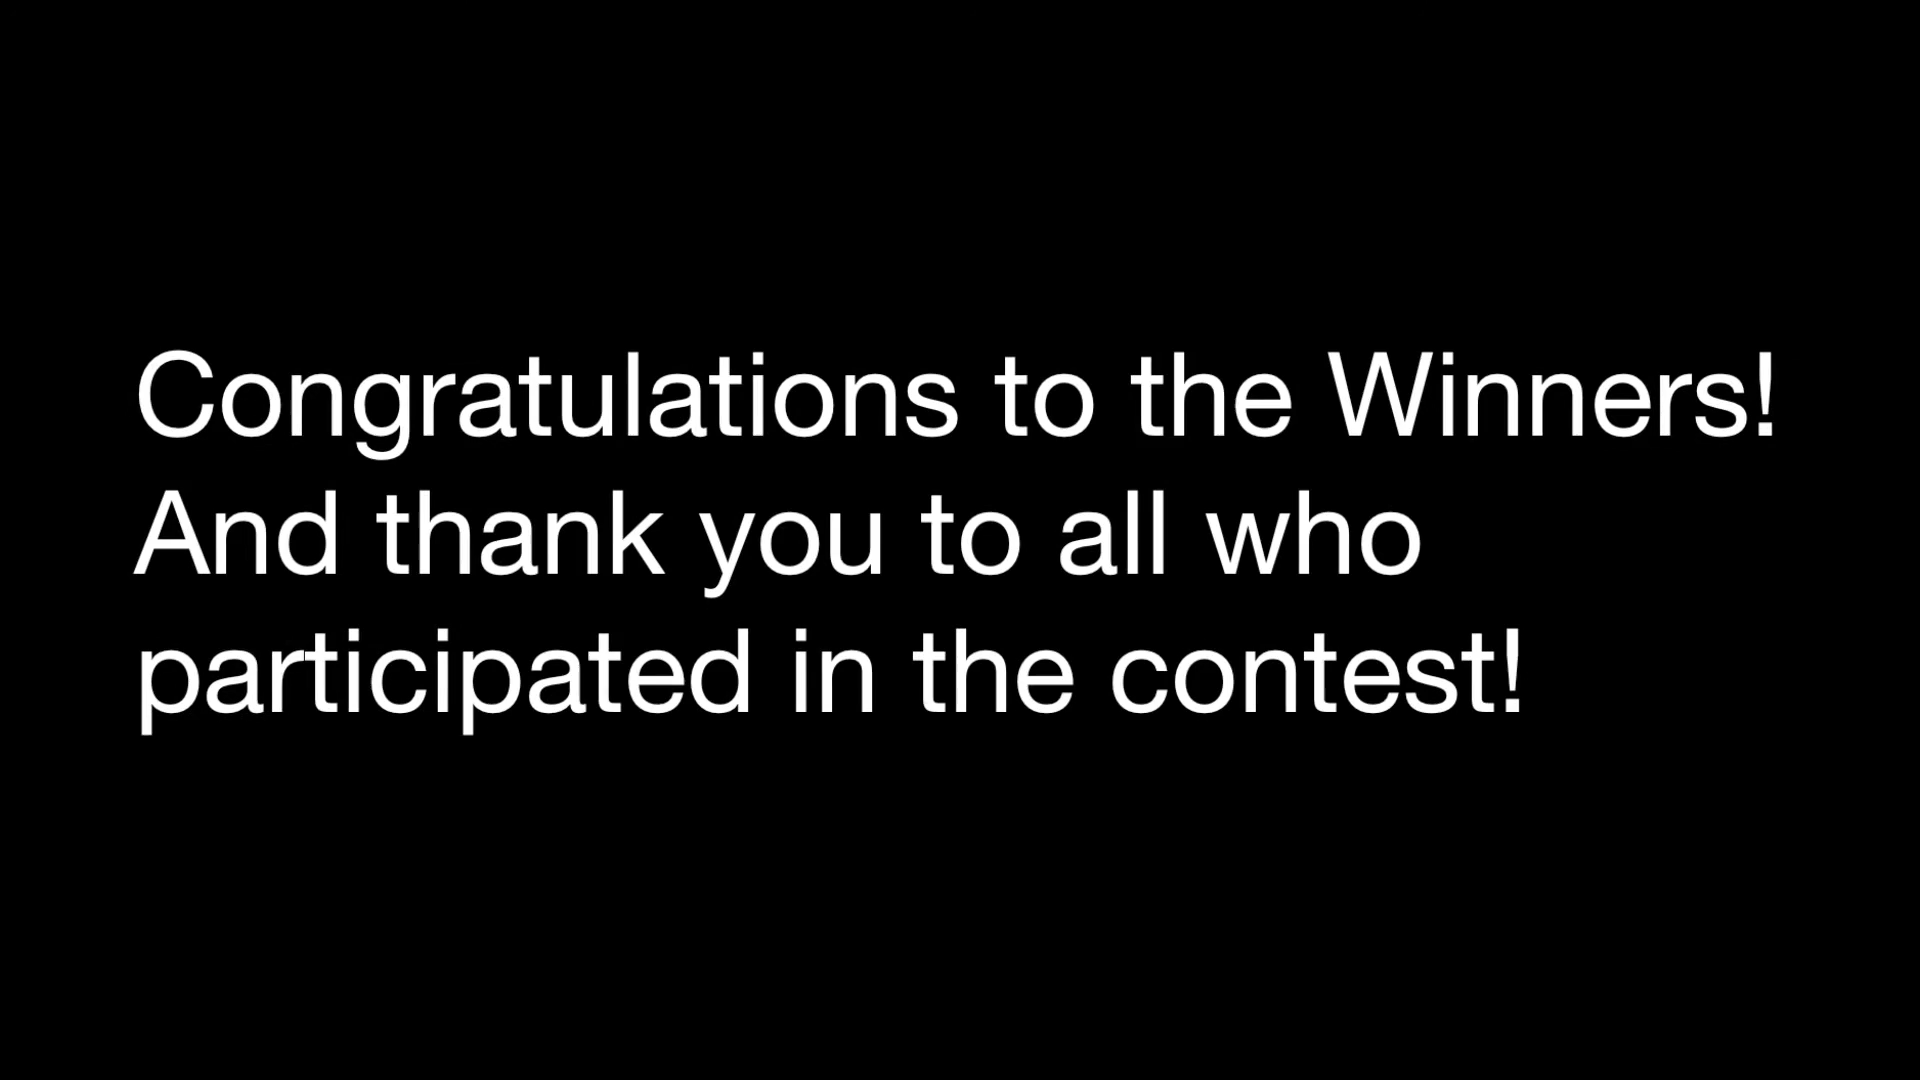 Congratulations to the Winners!
And thank you to all who
participated in the contest!